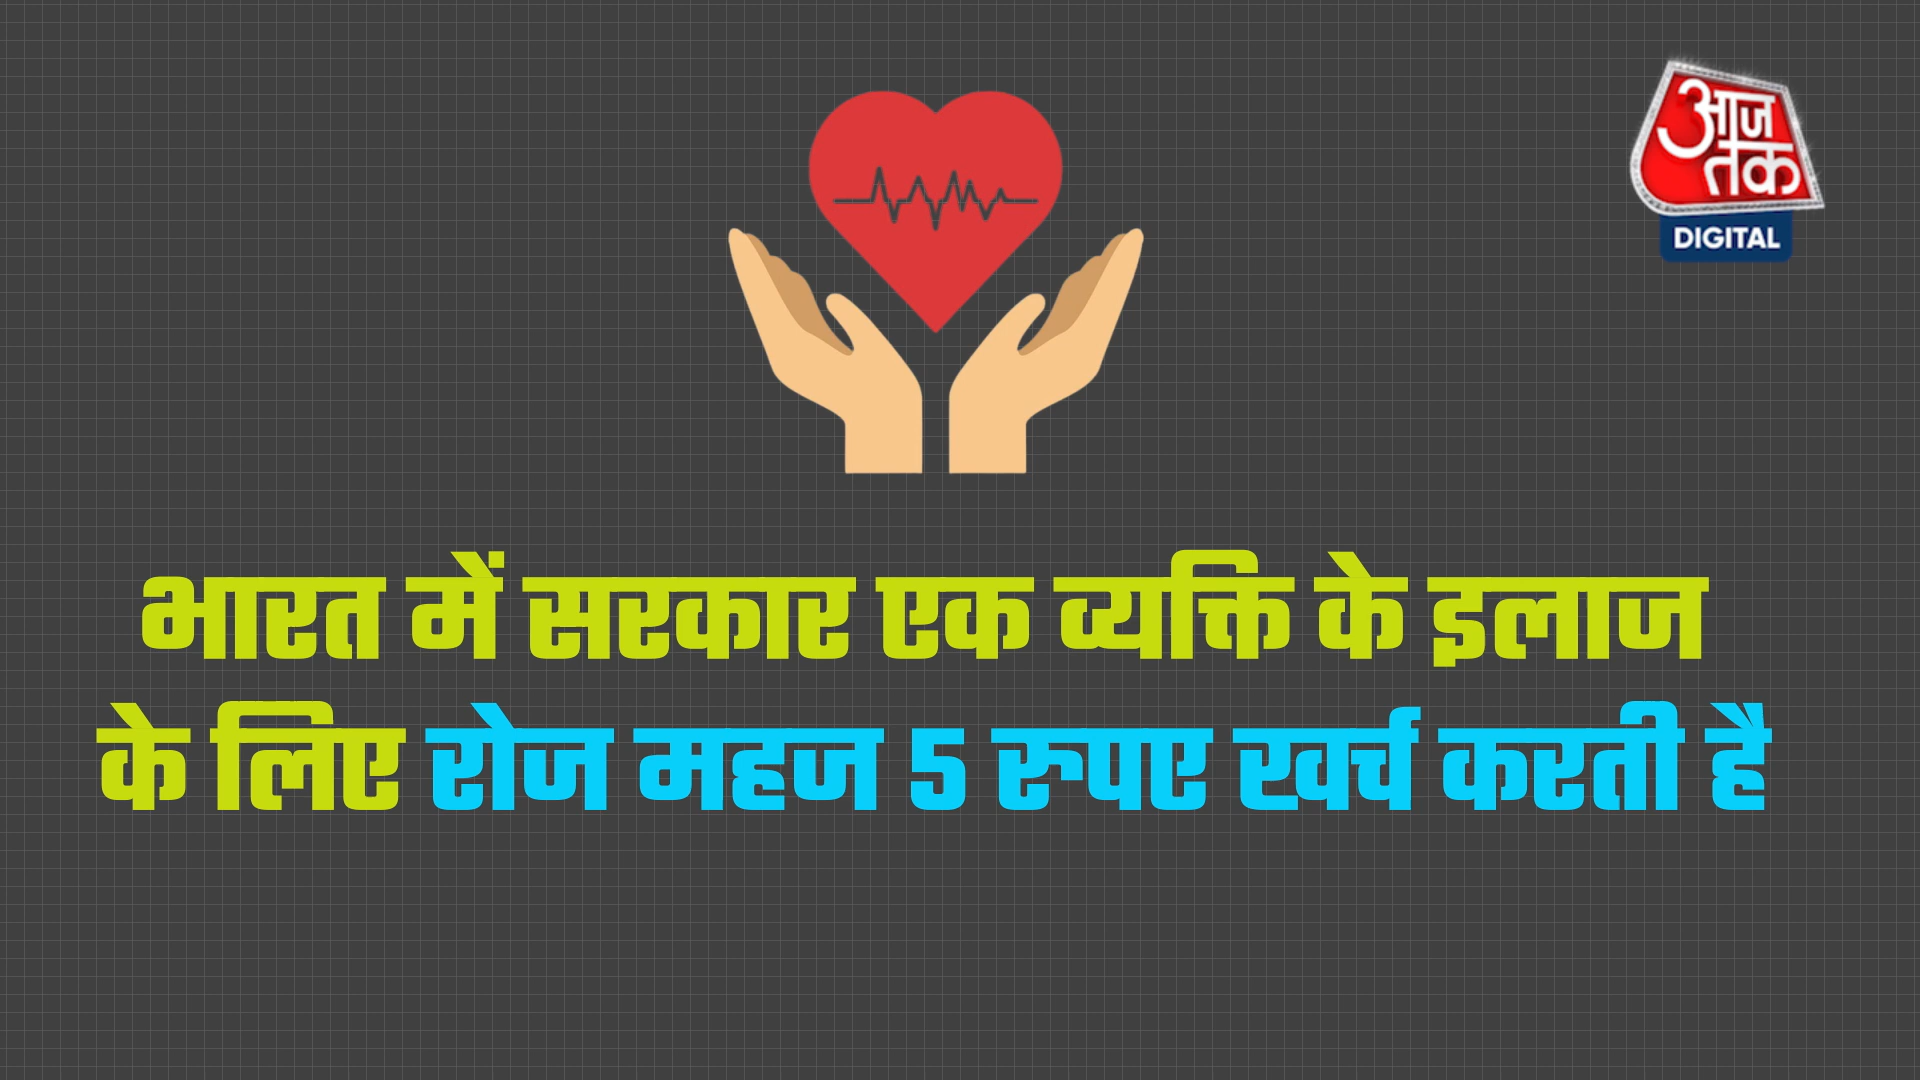 आज
तक
DIGITAL
भारत में सरकार एक व्यक्ति के इलाज
के लिए रोज महज 5 रुपए खर्च करती है